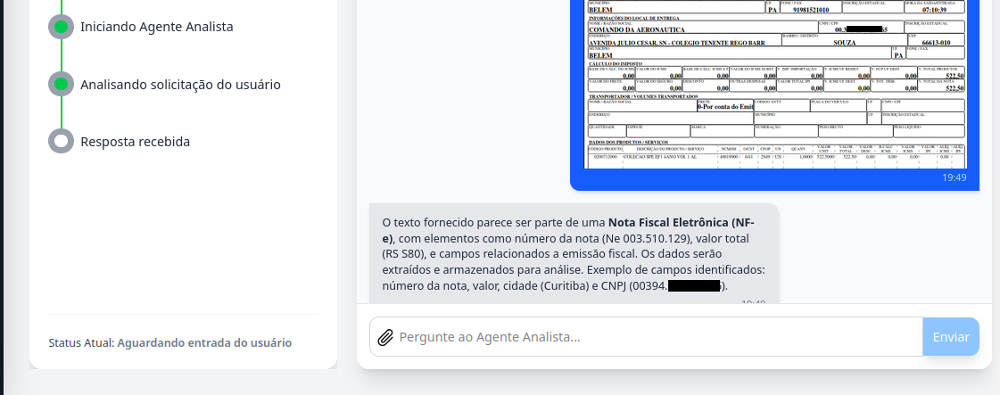 Iniciando Agente Analista
Analisando solicitação do usuário
Resposta recebida
Status Atual: Aguardando entrada do usuário
MUNICÍPIO UF FONE / FAX INSCRIÇÃO ESTADUAL HORA DA SAÍDA/ENTRADA
BELEM PA 91981521010 07:10:39
INFORMAÇÕES DO LOCAL DE ENTREGA
NOME / RAZÃO SOCIAL CNPJ / CPF INSCRIÇÃO ESTADUAL
COMANDO DA AERONAUTICA 00.3
ENDEREÇO BAIRRO / DISTRITO CEP
AVENIDA JULIO CESAR, SN - COLEGIO TENENTE REGO BARR SOUZA 66613-010
MUNICÍPIO UF FONE / FAX
BELEM PA
CÁLCULO DO IMPOSTO
BASE DE CALC. DO ICMS VALOR DO ICMS BASE DE CALC. ICMS S.T VALOR DO ICMS SUBST. V. IMP. IMPORTAÇÃO V. ICMS UF REMET. V. FCP UF DEST. V. TOTAL PRODUTOS
0,00 0,00 0,00 0,00 0,00 0,00 0,00 522,50
VALOR DO FRETE VALOR DO SEGURO DESCONTO OUTRAS DESPESAS VALOR TOTAL IPI V. ICMS UF DEST. V. TOT. TRIB. V. TOTAL DA NOTA
0,00 0,00 0,00 0,00 0,00 0,00 0,00 522,50
TRANSPORTADOR / VOLUMES TRANSPORTADOS
NOME / RAZÃO SOCIAL FRETE CÓDIGO ANTT PLACA DO VEÍCULO UF CNPJ / CPF
0-Por conta do Emit
ENDEREÇO MUNICÍPIO UF INSCRIÇÃO ESTADUAL
QUANTIDADE ESPÉCIE MARCA NUMERAÇÃO PESO BRUTO PESO LÍQUIDO
DADOS DOS PRODUTOS / SERVIÇOS
CÓDIGO PRODUTO DESCRIÇÃO DO PRODUTO / SERVIÇO NCM/SH O/CST CFOP UN QUANT VALOR UNIT VALOR TOTAL VALOR DESC B.CÁLC ICMS VALOR ICMS VALOR IPI ALÍQ. ICMS ALÍQ. IPI
0200712000 COLECAO SPE EF1 4ANO VOL 1 AL 49019900 0/41 2949 UN 1,0000 522,5000 522,50 0,00 0,00 0,00 0,00
19:49
O texto fornecido parece ser parte de uma Nota Fiscal Eletrônica (NF-
e), com elementos como número da nota (Ne 003.510.129), valor total
(RS S80), e campos relacionados a emissão fiscal. Os dados serão
extraídos e armazenados para análise. Exemplo de campos identificados:
número da nota, valor, cidade (Curitiba) e CNPJ (00394. ).
19:49
Pergunte ao Agente Analista...
Enviar